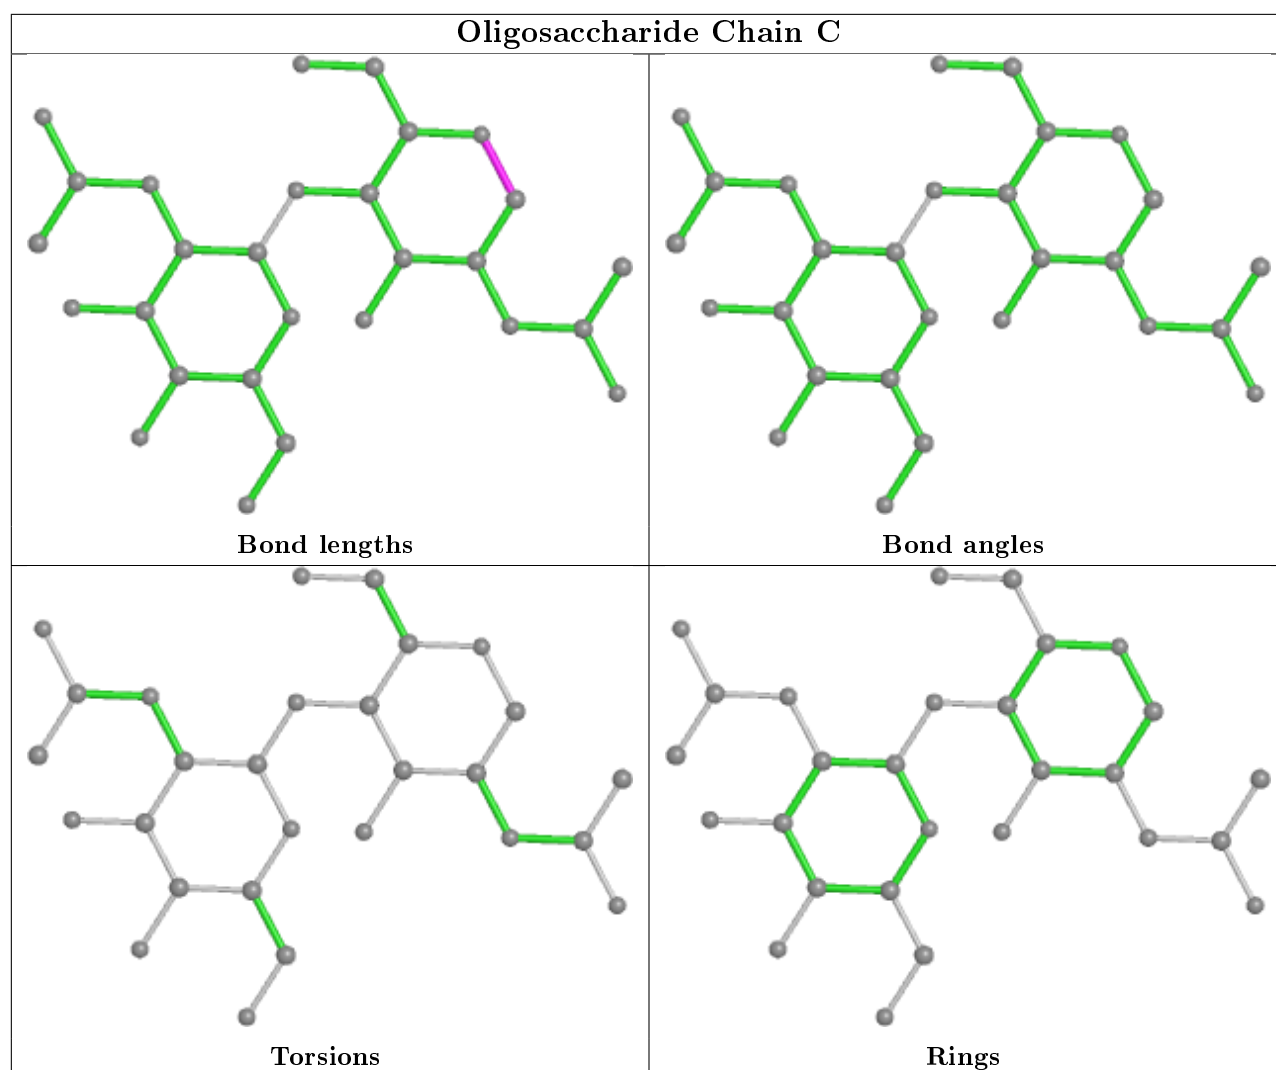 Oligosaccharide Chain C
Bond lengths
Bond angles
Torsions
Rings